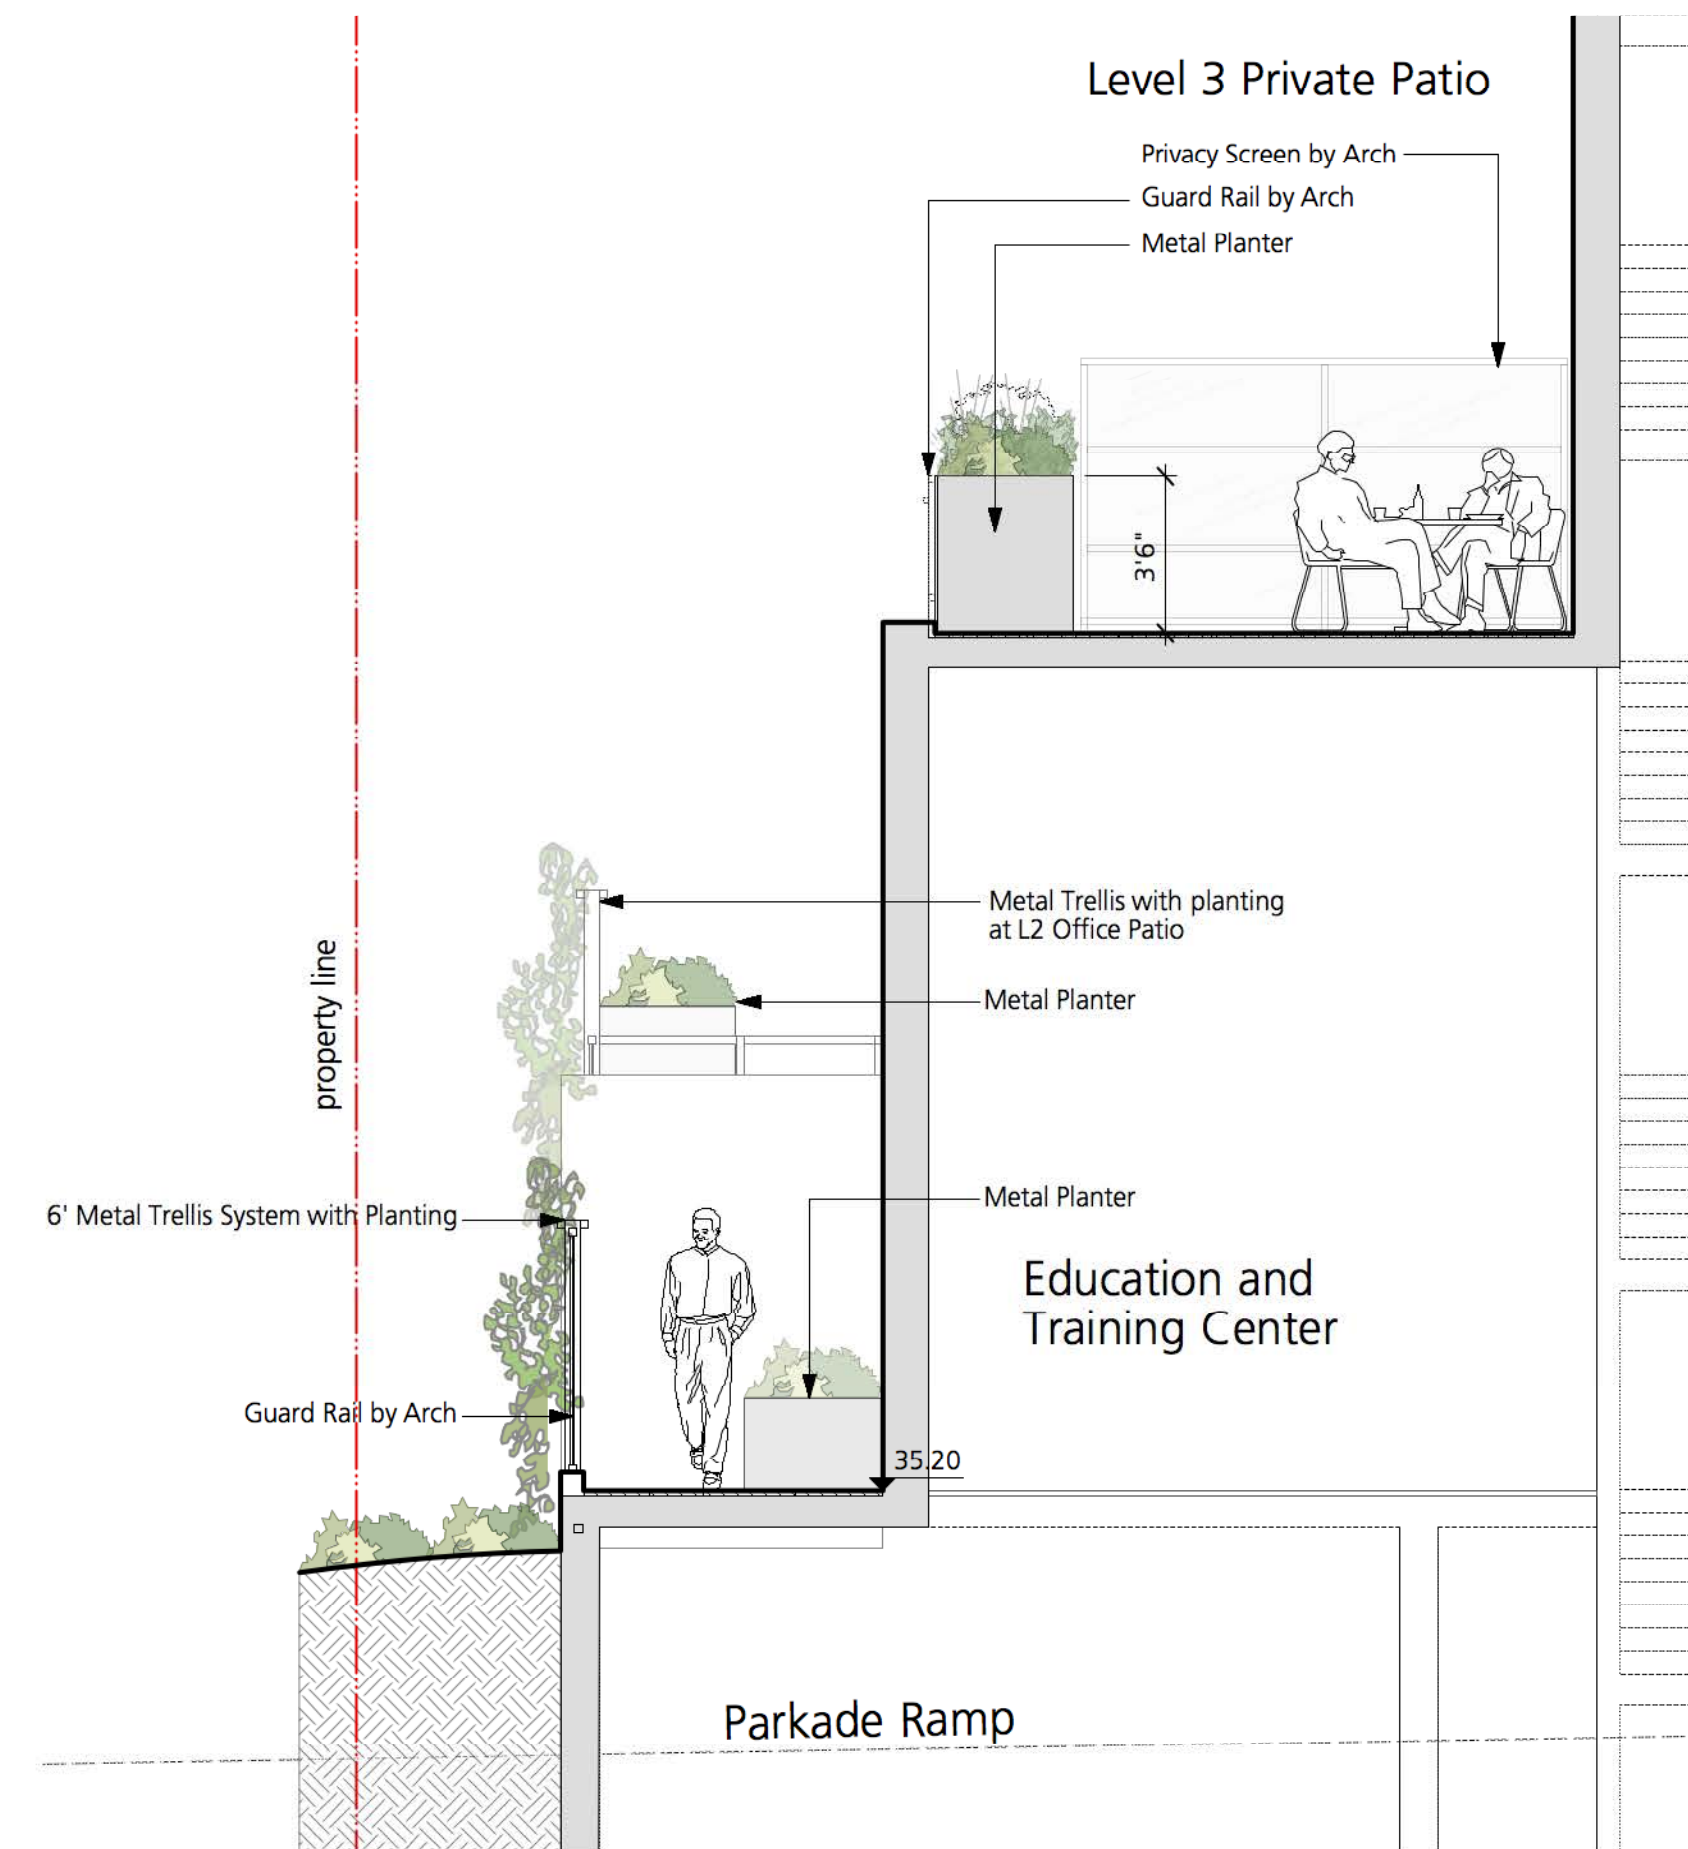 Level 3 Private Patio
Privacy Screen by Arch
Guard Rail by Arch
Metal Planter
3'6"
Metal Trellis with planting
at L2 Office Patio
Metal Planter
property line
Metal Planter
6' Metal Trellis System with Planting
Education and
Training Center
Guard Rail by Arch
35.20
Parkade Ramp